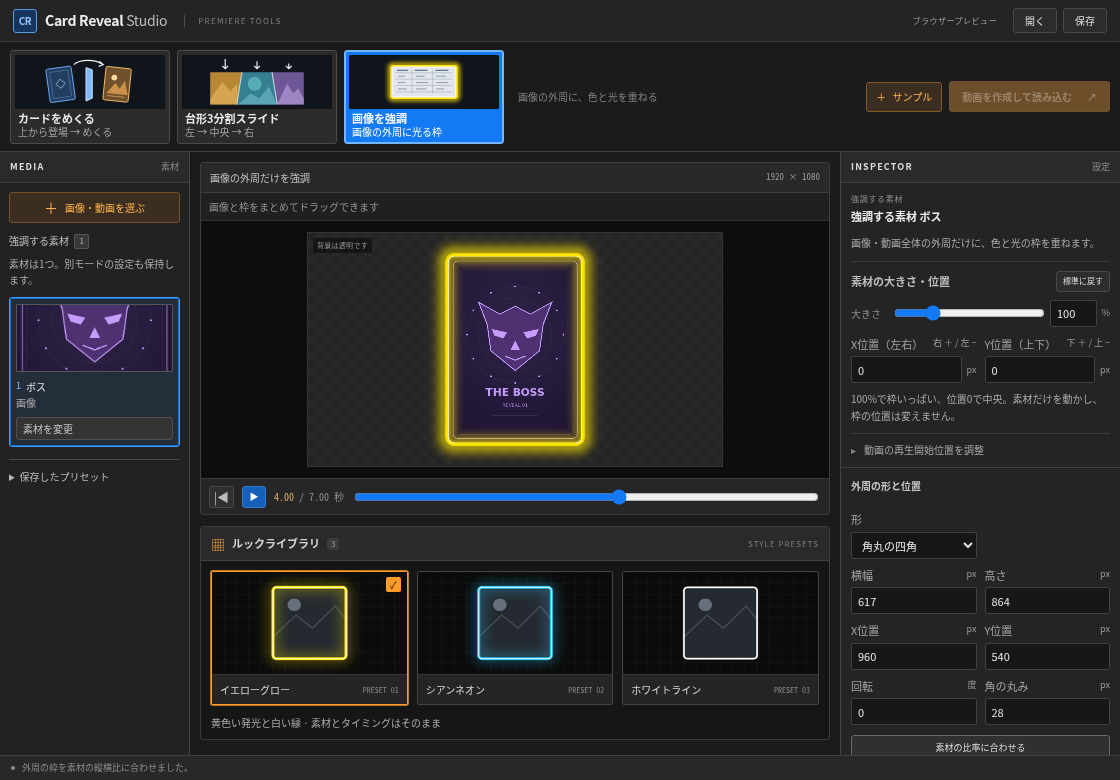 CR Card Reveal Studio PREMIERE TOOLS ブラウザープレビュー 開く 保存
カードをめくる
上から登場 → めくる
台形3分割スライド
左 → 中央 → 右
画像を強調
画像の外周に光る枠
画像の外周に、色と光を重ねる
＋ サンプル
動画を作成して読み込む ↗
MEDIA 素材
＋ 画像・動画を選ぶ
強調する素材 1
素材は1つ。別モードの設定も保持し
ます。
1 ボス
画像
素材を変更
▶ 保存したプリセット
画像の外周だけを強調 1920 × 1080
画像と枠をまとめてドラッグできます
背景は透明です
THE BOSS
REVEAL 01
4.00 / 7.00 秒
ルックライブラリ 3 STYLE PRESETS
✓
イエローグロー PRESET 01
シアンネオン PRESET 02
ホワイトライン PRESET 03
黄色い発光と白い縁 · 素材とタイミングはそのまま
INSPECTOR 設定
強調する素材
強調する素材 ボス
画像・動画全体の外周だけに、色と光の枠を重ねます。
素材の大きさ・位置 標準に戻す
大きさ 100 %
X位置（左右） 右＋/左− Y位置（上下） 下＋/上−
0 px 0 px
100%で枠いっぱい、位置0で中央。素材だけを動かし、
枠の位置は変えません。
▶ 動画の再生開始位置を調整
外周の形と位置
形
角丸の四角
横幅 px 高さ px
617 864
X位置 px Y位置 px
960 540
回転 度 角の丸み px
0 28
素材の比率に合わせる
● 外周の枠を素材の縦横比に合わせました。